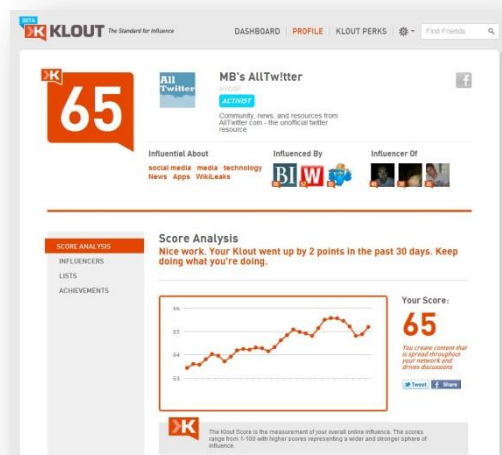 BETA
KLOUT The Standard for Influence
DASHBOARD PROFILE KLOUT PERKS Find Friends
65
All Twitter
MB's AllTw!tter
ACTIVIST
Community, news, and resources from
AllTwitter.com - the unofficial twitter
resource
Influential About
social media media technology
News Apps WikiLeaks
Influenced By
BI W
Influencer Of
SCORE ANALYSIS
INFLUENCERS
LISTS
ACHIEVEMENTS
Score Analysis
Nice work. Your Klout went up by 2 points in the past 30 days. Keep
doing what you're doing.
66
65
64
63
Your Score:
65
You create content that
is spread throughout
your network and
drives discussions
Tweet Share
The Klout Score is the measurement of your overall online influence. The scores
range from 1-100 with higher scores representing a wider and stronger sphere of
influence.